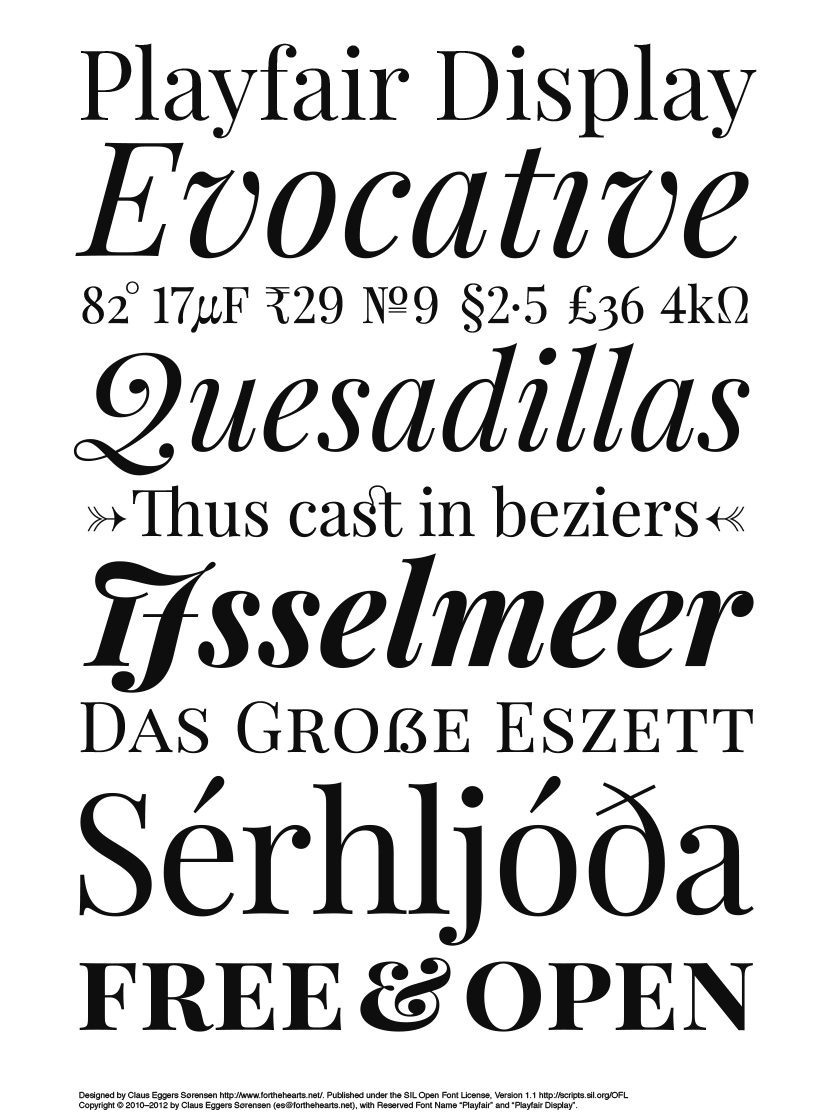 Playfair Display
Evocative
82° 17µF ₹29 №9 §2·5 ₤36 4kΩ
Quesadillas
➳Thus cast in beziers➳
IJsselmeer
Das Große Eszett
Sérhljóða
FREE & OPEN
Designed by Claus Eggers Sørensen http://www.forthehearts.net/. Published under the SIL Open Font License, Version 1.1 http://scripts.sil.org/OFL
Copyright © 2010–2012 by Claus Eggers Sørensen (es@forthehearts.net), with Reserved Font Name “Playfair” and “Playfair Display”.